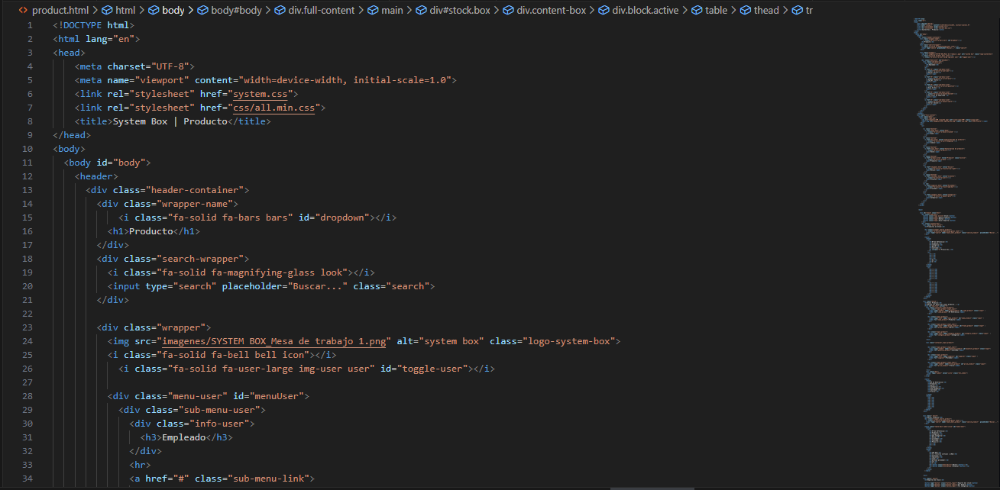 product.html > html > body > body#body > div.full-content > main > div#stock.box > div.content-box > div.block.active > table > thead > tr
1 <!DOCTYPE html>
2 <html lang="en">
3 <head>
4 <meta charset="UTF-8">
5 <meta name="viewport" content="width=device-width, initial-scale=1.0">
6 <link rel="stylesheet" href="system.css">
7 <link rel="stylesheet" href="css/all.min.css">
8 <title>System Box | Producto</title>
9 </head>
10 <body>
11 <body id="body">
12 <header>
13 <div class="header-container">
14 <div class="wrapper-name">
15 <i class="fa-solid fa-bars bars" id="dropdown"></i>
16 <h1>Producto</h1>
17 </div>
18 <div class="search-wrapper">
19 <i class="fa-solid fa-magnifying-glass look"></i>
20 <input type="search" placeholder="Buscar..." class="search">
21 </div>
22
23 <div class="wrapper">
24 <img src="imagenes/SYSTEM BOX_Mesa de trabajo 1.png" alt="system box" class="logo-system-box">
25 <i class="fa-solid fa-bell bell icon"></i>
26 <i class="fa-solid fa-user-large img-user user" id="toggle-user"></i>
27
28 <div class="menu-user" id="menuUser">
29 <div class="sub-menu-user">
30 <div class="info-user">
31 <h3>Empleado</h3>
32 </div>
33 <hr>
34 <a href="#" class="sub-menu-link">